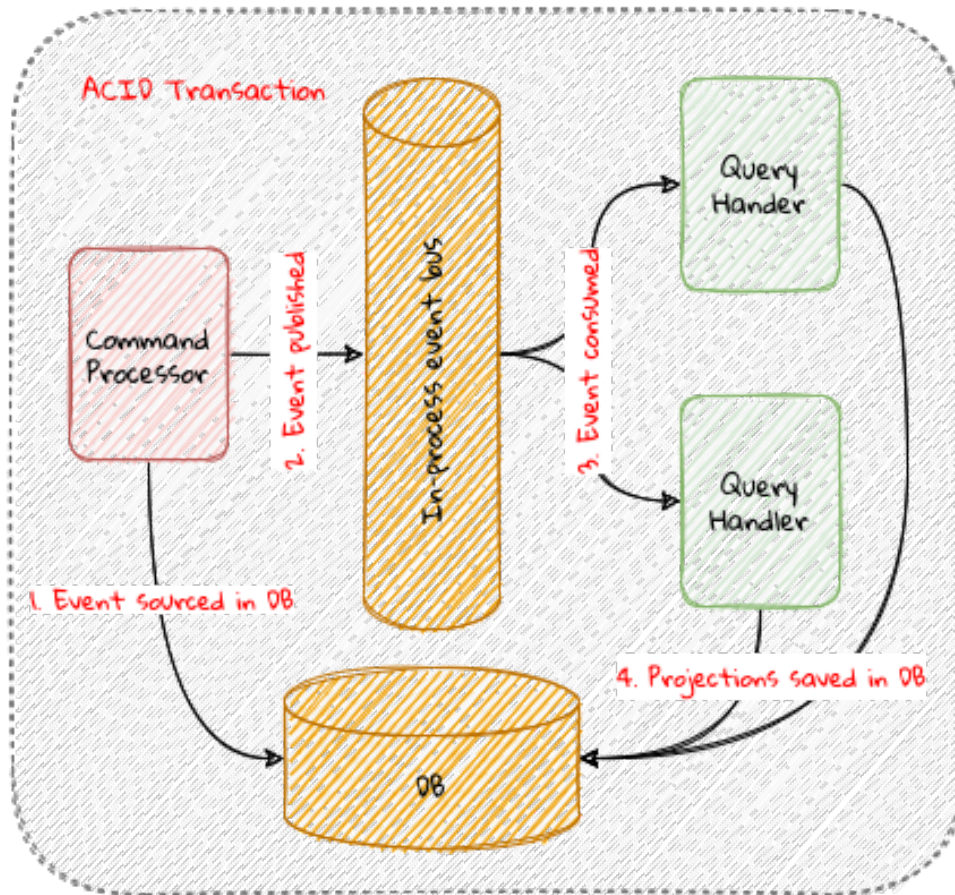 ACID Transaction
Query
Hander
Command
Processor
2. Event published
In-process event bus
3. Event consumed
Query
Handler
1. Event sourced in DB
4. Projections saved in DB
DB